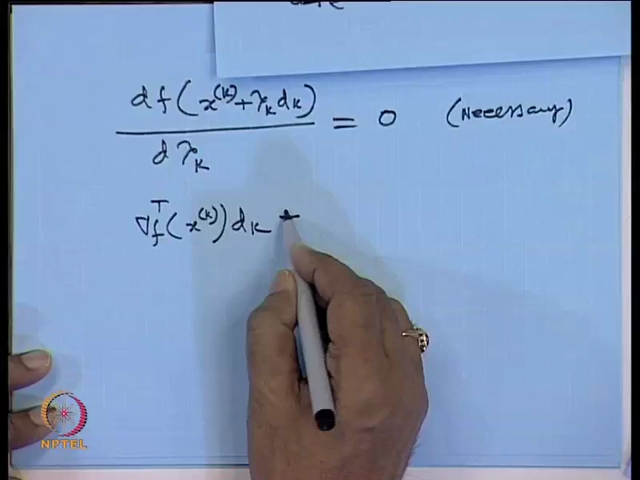 df(x^(k) + λ_k d_k) / dλ_k = 0 (Necessary)
∇f^T(x^(k)) d_k +
NPTEL